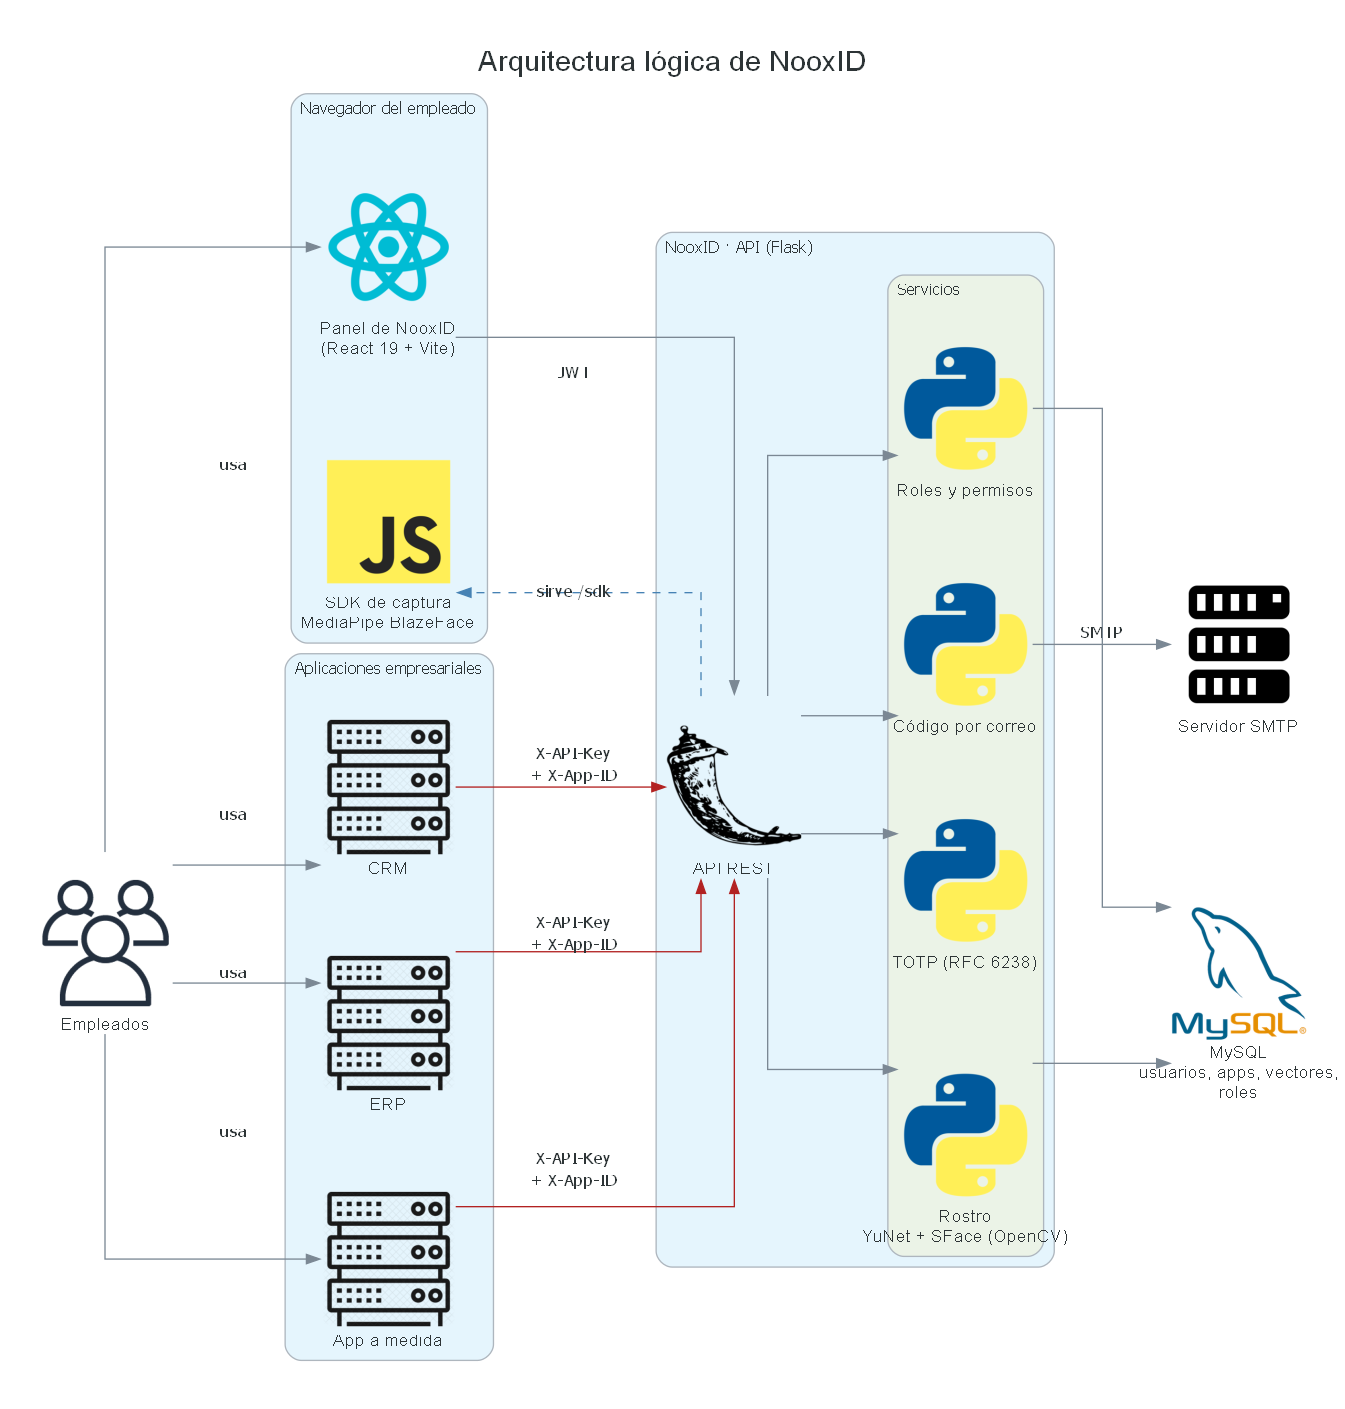 Arquitectura lógica de NooxID
Navegador del empleado
Panel de NooxID
(React 19 + Vite)
JWT
usa
JS
SDK de captura
MediaPipe BlazeFace
sirve /sdk
Aplicaciones empresariales
CRM
usa
X-API-Key
+ X-App-ID
ERP
usa
X-API-Key
+ X-App-ID
App a medida
usa
X-API-Key
+ X-App-ID
Empleados
NooxID · API (Flask)
API REST
Servicios
Roles y permisos
Código por correo
TOTP (RFC 6238)
Rostro
YuNet + SFace (OpenCV)
SMTP
Servidor SMTP
MySQL®
MySQL
usuarios, apps, vectores,
roles